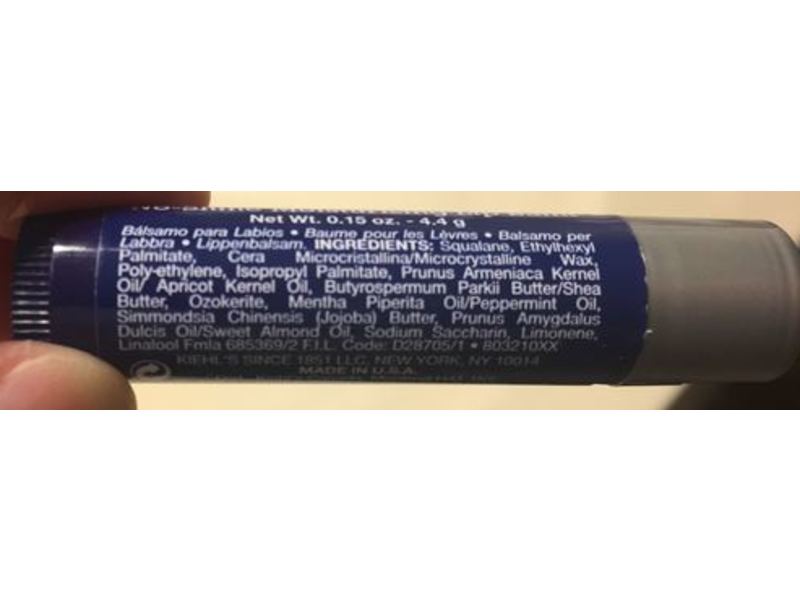 Net Wt. 0.15 oz. - 4.4 g
Bálsamo para Labios • Baume pour les Lèvres • Balsamo per
Labbra • Lippenbalsam. INGREDIENTS: Squalane, Ethylhexyl
Palmitate, Cera Microcristallina/Microcrystalline Wax,
Poly-ethylene, Isopropyl Palmitate, Prunus Armeniaca Kernel
Oil/ Apricot Kernel Oil, Butyrospermum Parkii Butter/Shea
Butter, Ozokerite, Mentha Piperita Oil/Peppermint Oil,
Simmondsia Chinensis (Jojoba) Butter, Prunus Amygdalus
Dulcis Oil/Sweet Almond Oil, Sodium Saccharin, Limonene,
Linalool Fmla 685369/2 F.I.L. Code: D28705/1 • 803210XX
KIEHL'S SINCE 1851 LLC, NEW YORK, NY 10014
MADE IN U.S.A.